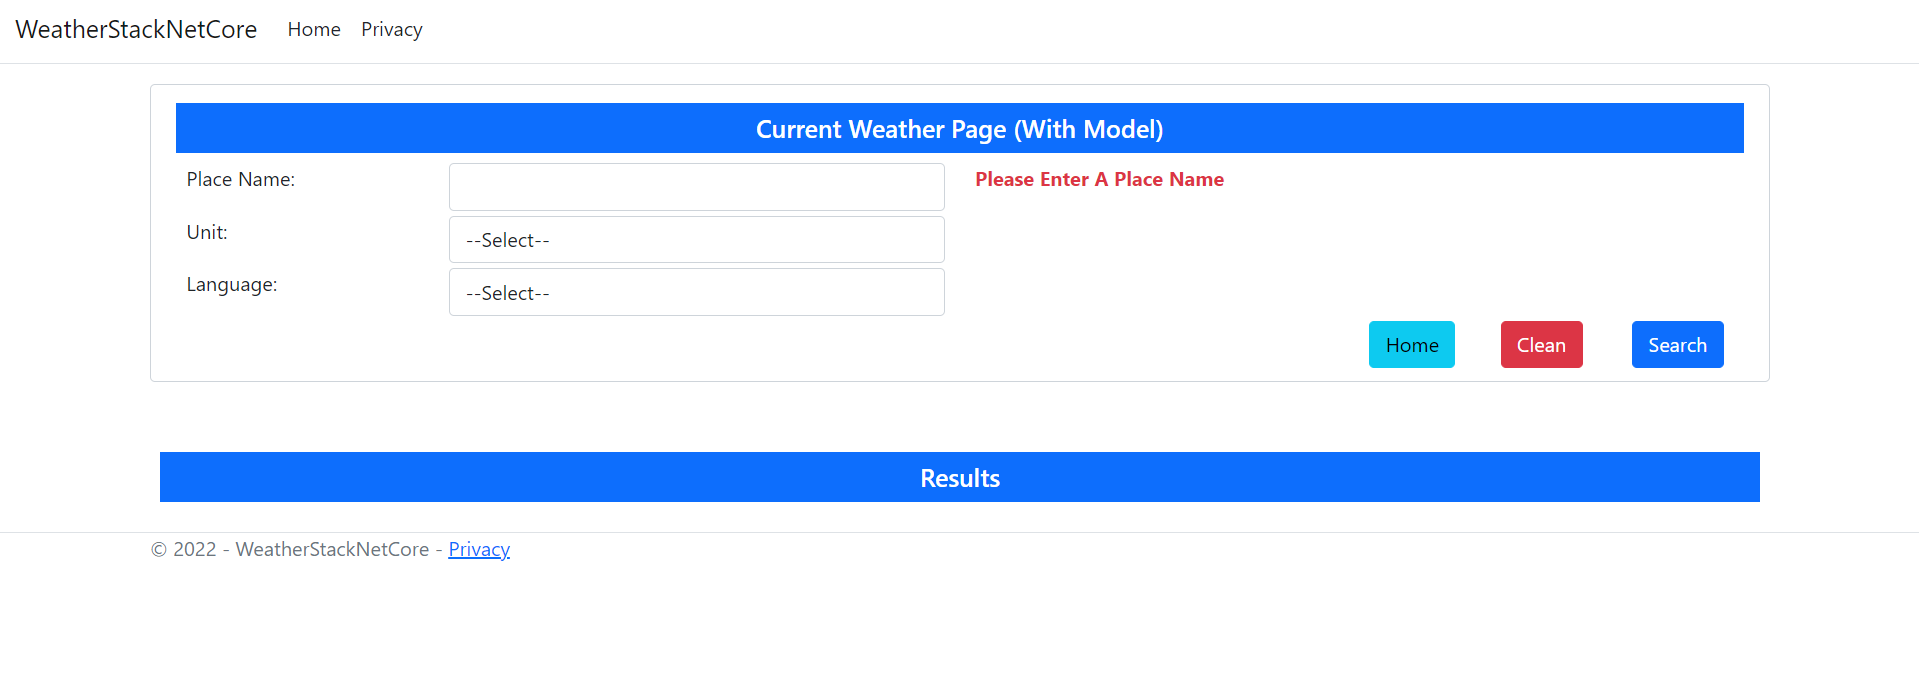 WeatherStackNetCore Home Privacy
Current Weather Page (With Model)
Place Name: Please Enter A Place Name
Unit: --Select--
Language: --Select--
Home Clean Search
Results
© 2022 - WeatherStackNetCore - Privacy